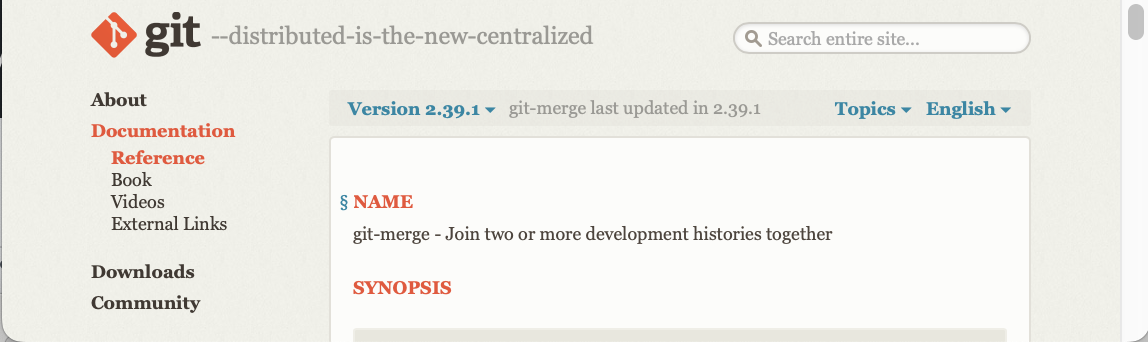 git --distributed-is-the-new-centralized
Search entire site...
About
Documentation
Reference
Book
Videos
External Links
Downloads
Community
Version 2.39.1 git-merge last updated in 2.39.1 Topics English
§ NAME
git-merge - Join two or more development histories together
SYNOPSIS